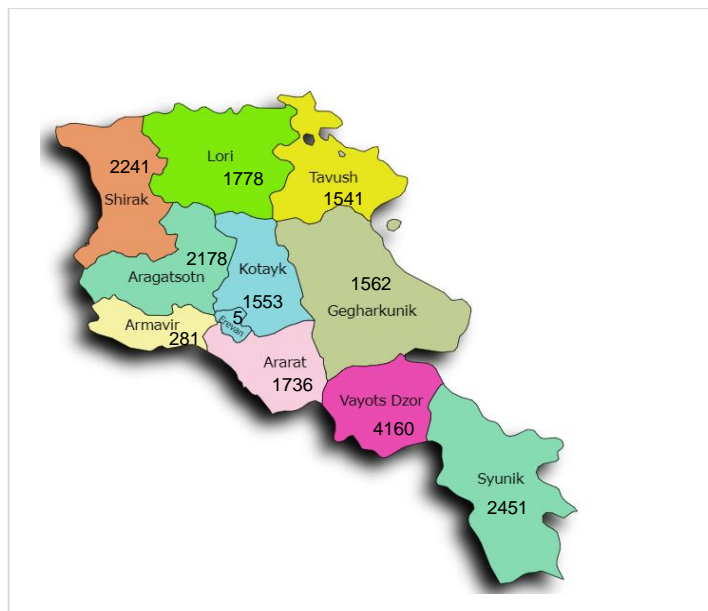 2241
Shirak
Lori
1778
Tavush
1541
2178
Aragatsotn
Kotayk
1553
1562
Gegharkunik
5
Erevan
Armavir
281
Ararat
1736
Vayots Dzor
4160
Syunik
2451